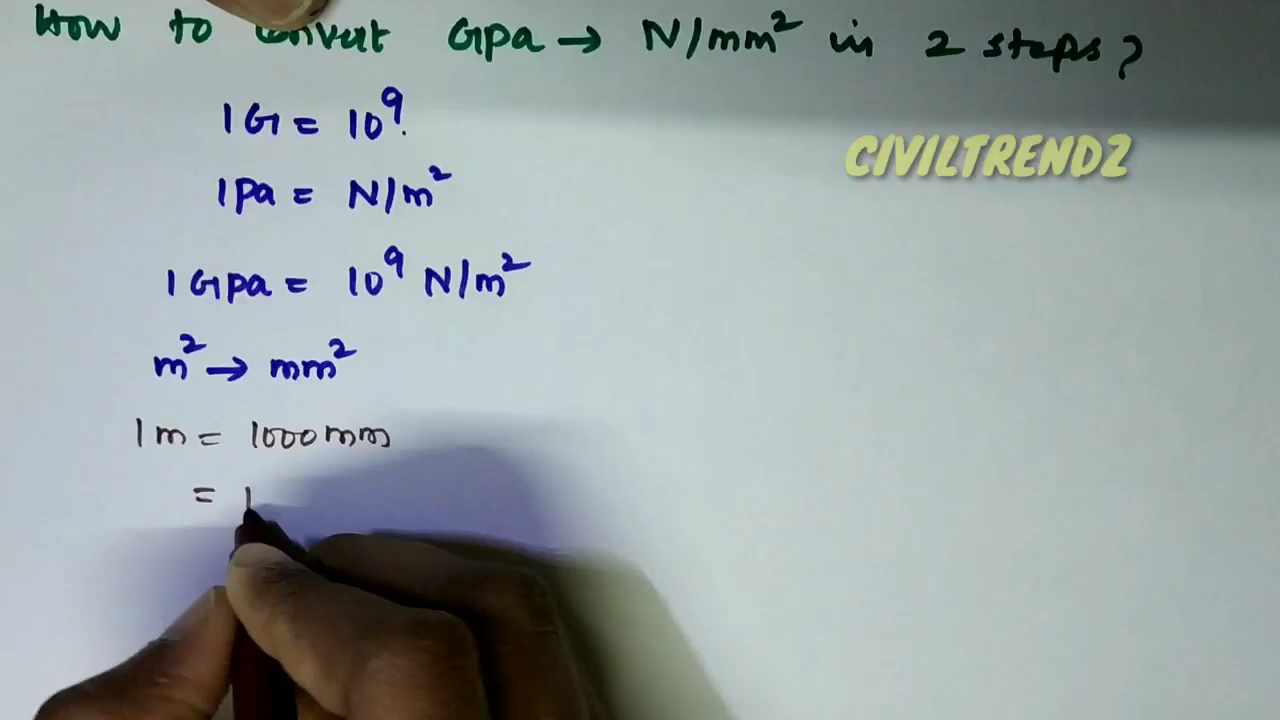 How to convert Gpa → N/mm² in 2 steps?
1G = 10⁹.
CIVILTRENDZ
1Pa = N/m²
1Gpa = 10⁹ N/m²
m² → mm²
1m = 1000mm
= 1